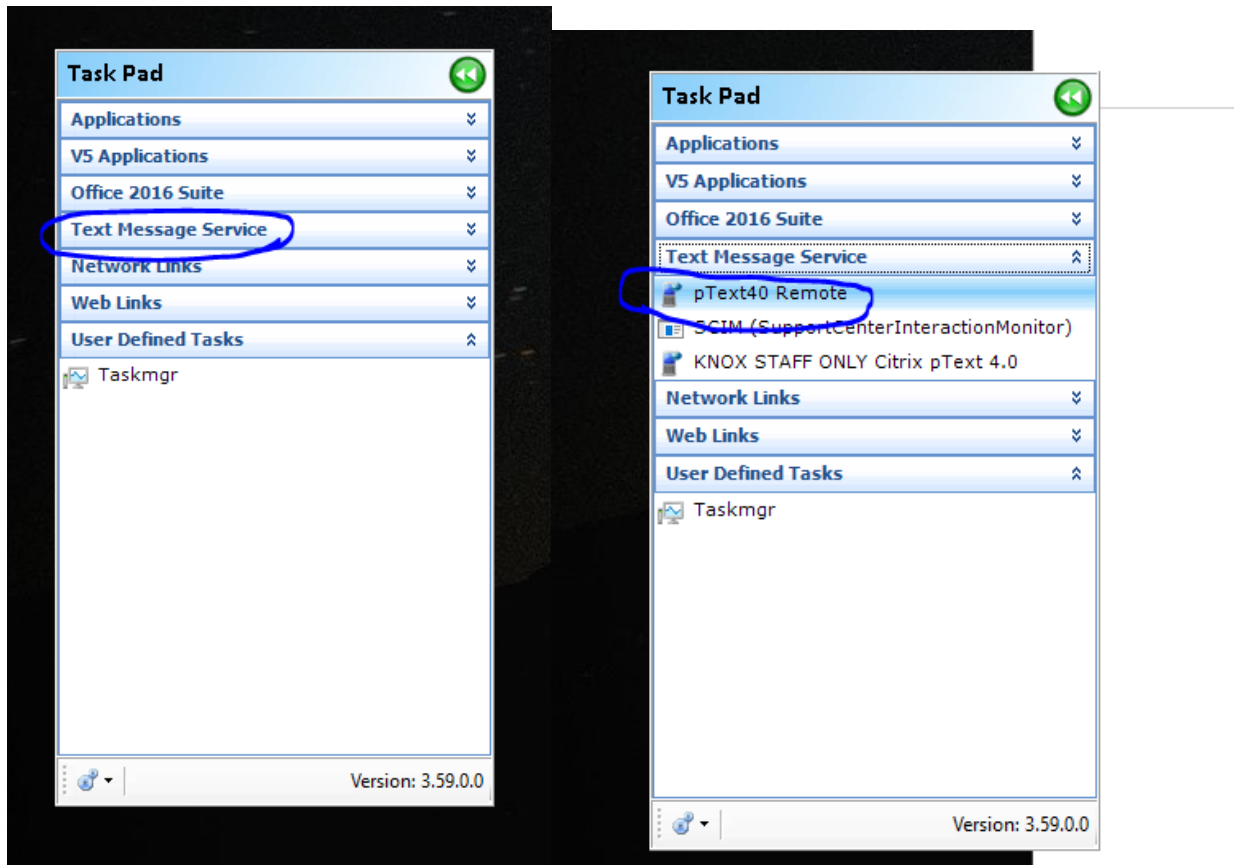 Task Pad
Applications
V5 Applications
Office 2016 Suite
Text Message Service
Network Links
Web Links
User Defined Tasks
Taskmgr
Version: 3.59.0.0
Task Pad
Applications
V5 Applications
Office 2016 Suite
Text Message Service
pText40 Remote
SCIM (SupportCenterInteractionMonitor)
KNOX STAFF ONLY Citrix pText 4.0
Network Links
Web Links
User Defined Tasks
Taskmgr
Version: 3.59.0.0